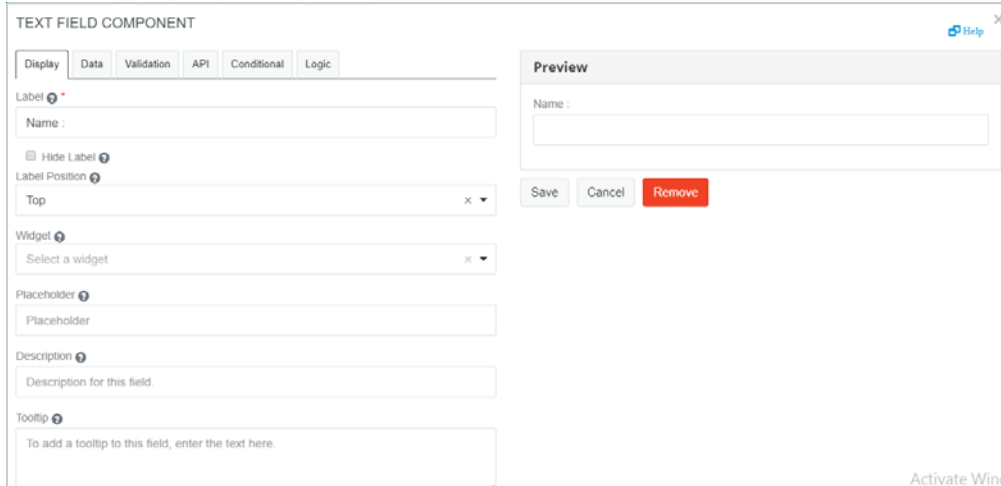 TEXT FIELD COMPONENT
Help
Display Data Validation API Conditional Logic
Label *
Name :
Hide Label
Label Position
Top
Widget
Select a widget
Placeholder
Placeholder
Description
Description for this field.
Tooltip
To add a tooltip to this field, enter the text here.
Preview
Name :
Save Cancel Remove
Activate Win